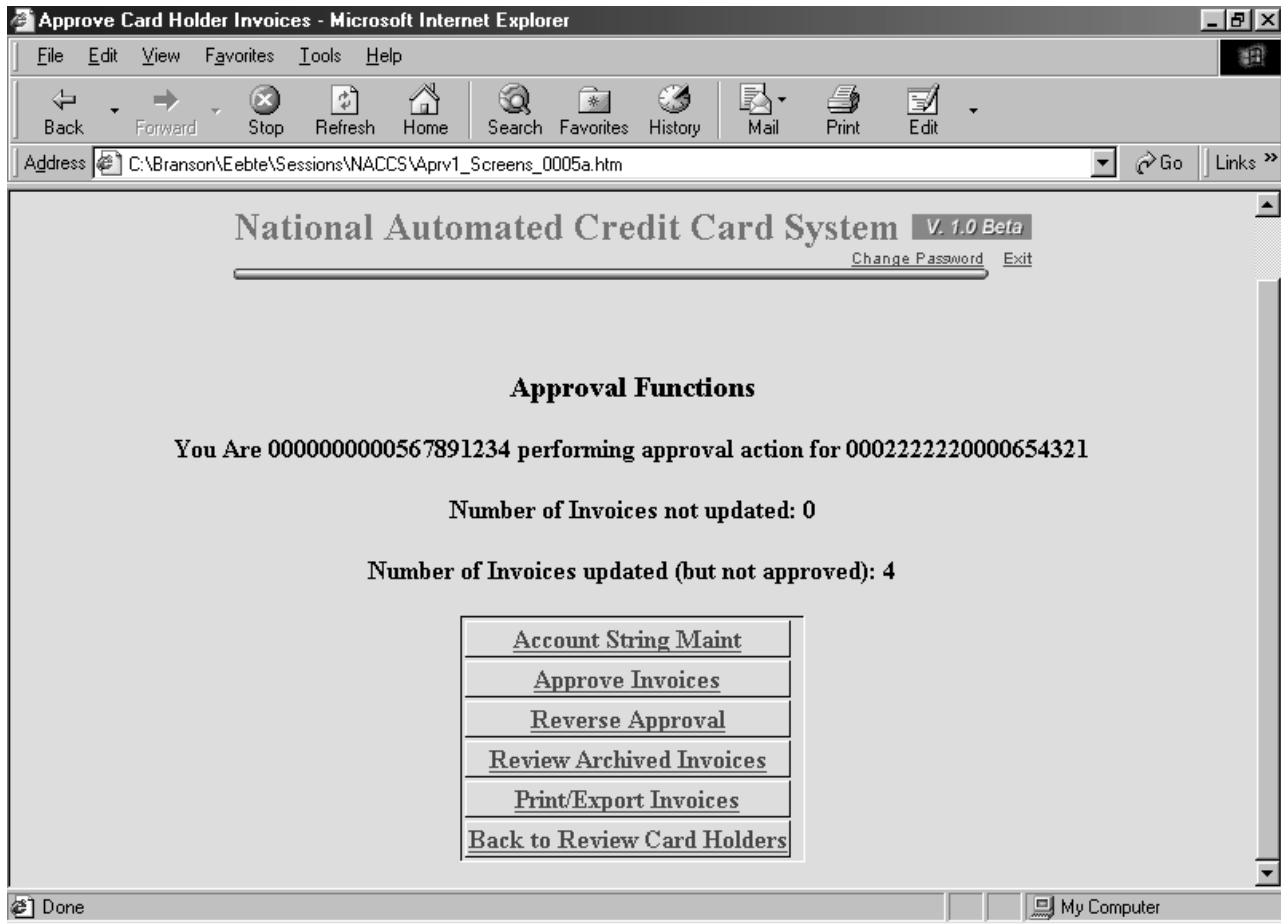 Approve Card Holder Invoices - Microsoft Internet Explorer
File Edit View Favorites Tools Help
Back Forward Stop Refresh Home Search Favorites History Mail Print Edit
Address C:\Branson\Eebte\Sessions\NACCS\Aprv1_Screens_0005a.htm Go Links »
National Automated Credit Card System V. 1.0 Beta
Change Password Exit
Approval Functions
You Are 0000000000567891234 performing approval action for 0002222220000654321
Number of Invoices not updated: 0
Number of Invoices updated (but not approved): 4
Account String Maint
Approve Invoices
Reverse Approval
Review Archived Invoices
Print/Export Invoices
Back to Review Card Holders
Done My Computer